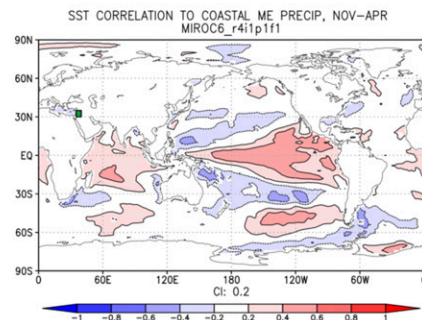 SST CORRELATION TO COASTAL ME PRECIP, NOV-APR
MIROC6_r4i1p1f1
90N
60N
30N
EQ
30S
60S
90S
0 60E 120E 180 120W 60W 0
CI: 0.2
-1 -0.8 -0.6 -0.4 -0.2 0.2 0.4 0.6 0.8 1